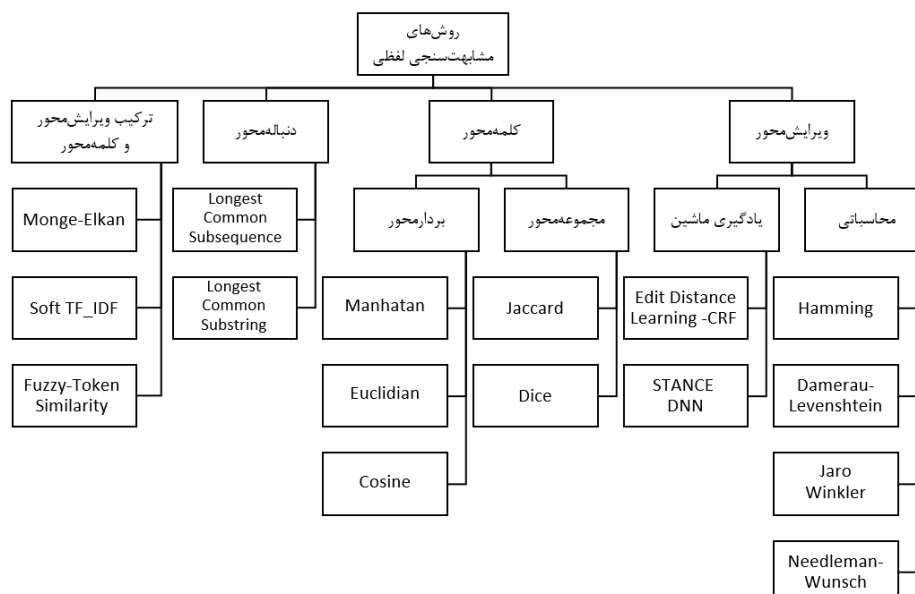 روش‌های
مشابهت‌سنجی لفظی
ویرایش‌محور
کلمه‌محور
دنباله‌محور
ترکیب ویرایش‌محور
و کلمه‌محور
محاسباتی
یادگیری ماشین
مجموعه‌محور
بردارمحور
Hamming
Damerau-
Levenshtein
Jaro
Winkler
Needleman-
Wunsch
Edit Distance
Learning -CRF
STANCE
DNN
Jaccard
Dice
Manhatan
Euclidian
Cosine
Longest
Common
Subsequence
Longest
Common
Substring
Monge-Elkan
Soft TF_IDF
Fuzzy-Token
Similarity